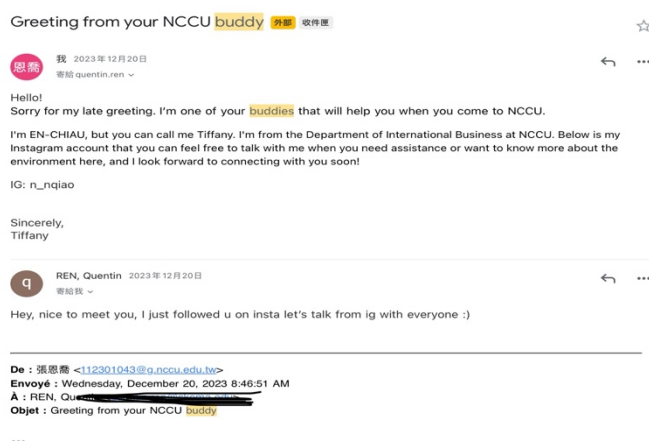 Greeting from your NCCU buddy 外部 收件匣
恩喬
我 2023年12月20日
寄給 quentin.ren
Hello!
Sorry for my late greeting. I'm one of your buddies that will help you when you come to NCCU.
I'm EN-CHIAU, but you can call me Tiffany. I'm from the Department of International Business at NCCU. Below is my
Instagram account that you can feel free to talk with me when you need assistance or want to know more about the
environment here, and I look forward to connecting with you soon!
IG: n_nqiao
Sincerely,
Tiffany
q
REN, Quentin 2023年12月20日
寄給我
Hey, nice to meet you, I just followed u on insta let's talk from ig with everyone :)
De : 張恩喬 <112301043@g.nccu.edu.tw>
Envoyé : Wednesday, December 20, 2023 8:46:51 AM
À : REN,
Objet : Greeting from your NCCU buddy